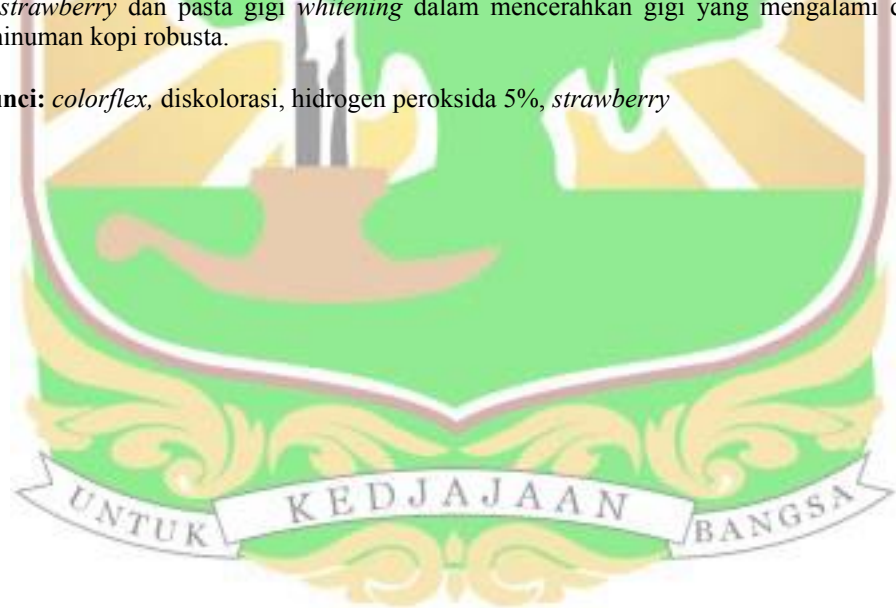 strawberry dan pasta gigi whitening dalam mencerahkan gigi yang mengalami
minuman kopi robusta.
nci: colorflex, diskolorasi, hidrogen peroksida 5%, strawberry
UNTUK KEDJAJAAN BANGSA